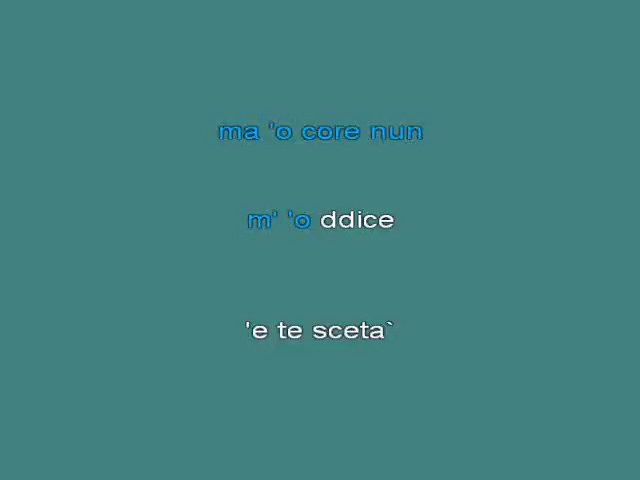 ma 'o core nun
m' 'o ddice
'e te sceta`